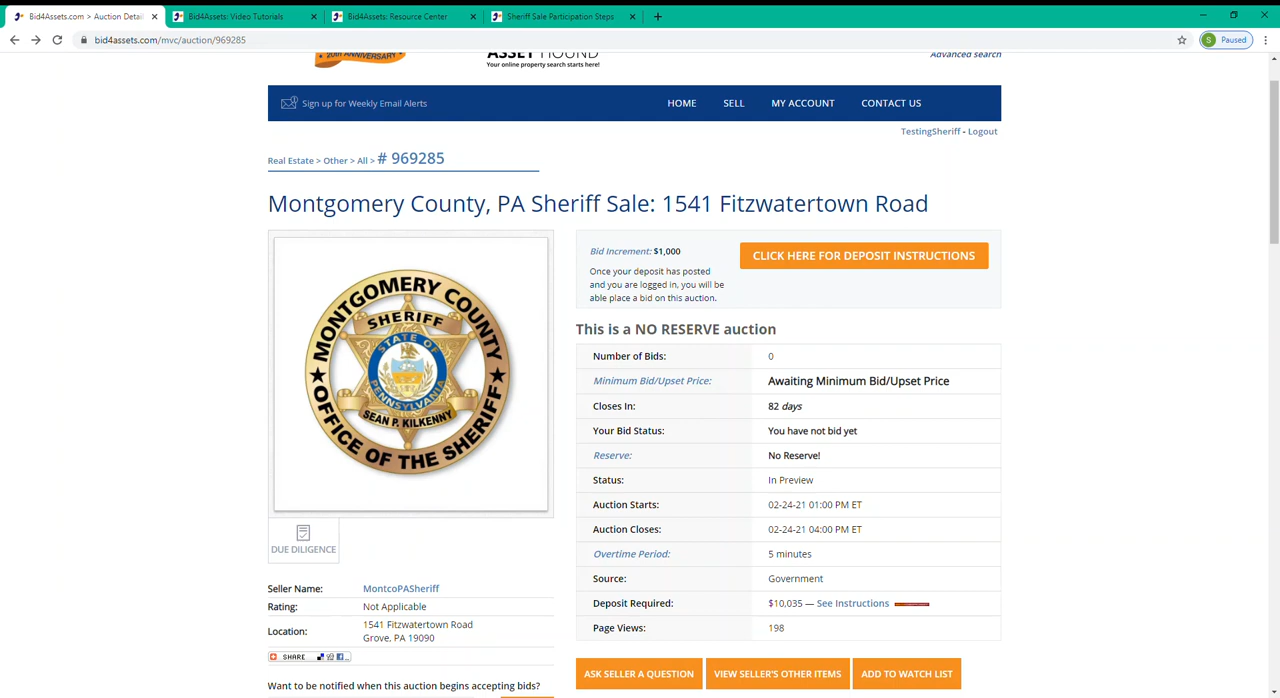 Bid4Assets.com > Auction Detai
Bid4Assets: Video Tutorials
Bid4Assets: Resource Center
Sheriff Sale Participation Steps
bid4assets.com/mvc/auction/969285
S Paused
20TH ANNIVERSARY
ASSET HOUND
Your online property search starts here!
Advanced search
Sign up for Weekly Email Alerts
HOME
SELL
MY ACCOUNT
CONTACT US
TestingSheriff - Logout
Real Estate > Other > All > # 969285
Montgomery County, PA Sheriff Sale: 1541 Fitzwatertown Road
MONTGOMERY COUNTY
SHERIFF
STATE OF
PENNSYLVANIA
SEAN P. KILKENNY
OFFICE OF THE SHERIFF
DUE DILIGENCE
Seller Name: MontcoPASheriff
Rating: Not Applicable
Location: 1541 Fitzwatertown Road
Grove, PA 19090
SHARE
Want to be notified when this auction begins accepting bids?
Bid Increment: $1,000
Once your deposit has posted
and you are logged in, you will be
able place a bid on this auction.
CLICK HERE FOR DEPOSIT INSTRUCTIONS
This is a NO RESERVE auction
Number of Bids: 0
Minimum Bid/Upset Price: Awaiting Minimum Bid/Upset Price
Closes In: 82 days
Your Bid Status: You have not bid yet
Reserve: No Reserve!
Status: In Preview
Auction Starts: 02-24-21 01:00 PM ET
Auction Closes: 02-24-21 04:00 PM ET
Overtime Period: 5 minutes
Source: Government
Deposit Required: $10,035 — See Instructions
Page Views: 198
ASK SELLER A QUESTION
VIEW SELLER'S OTHER ITEMS
ADD TO WATCH LIST